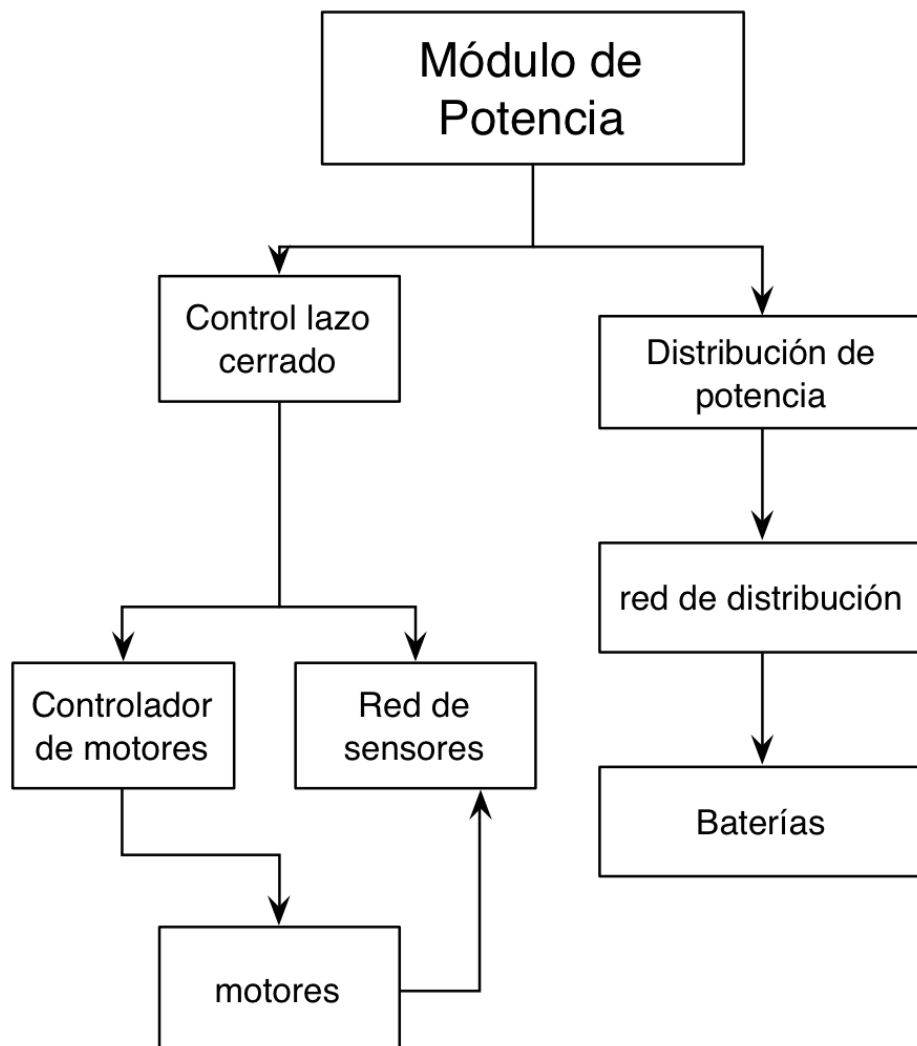 Módulo de
Potencia
Control lazo
cerrado
Distribución de
potencia
red de distribución
Controlador
de motores
Red de
sensores
Baterías
motores